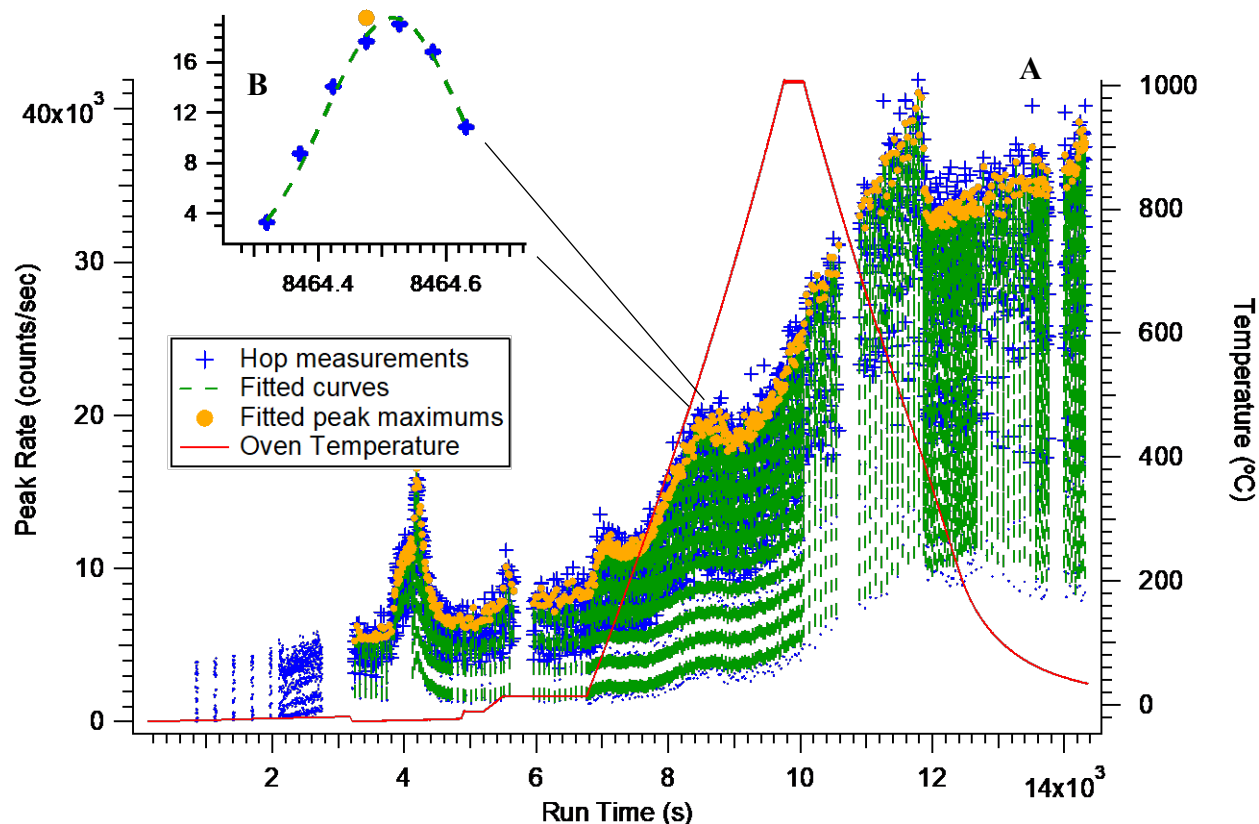 B
A
16
12
8
4
8464.4
8464.6
40x10³
30
20
10
0
Peak Rate (counts/sec)
Hop measurements
Fitted curves
Fitted peak maximums
Oven Temperature
1000
800
600
400
200
0
Temperature (ºC)
2
4
6
8
10
12
14x10³
Run Time (s)